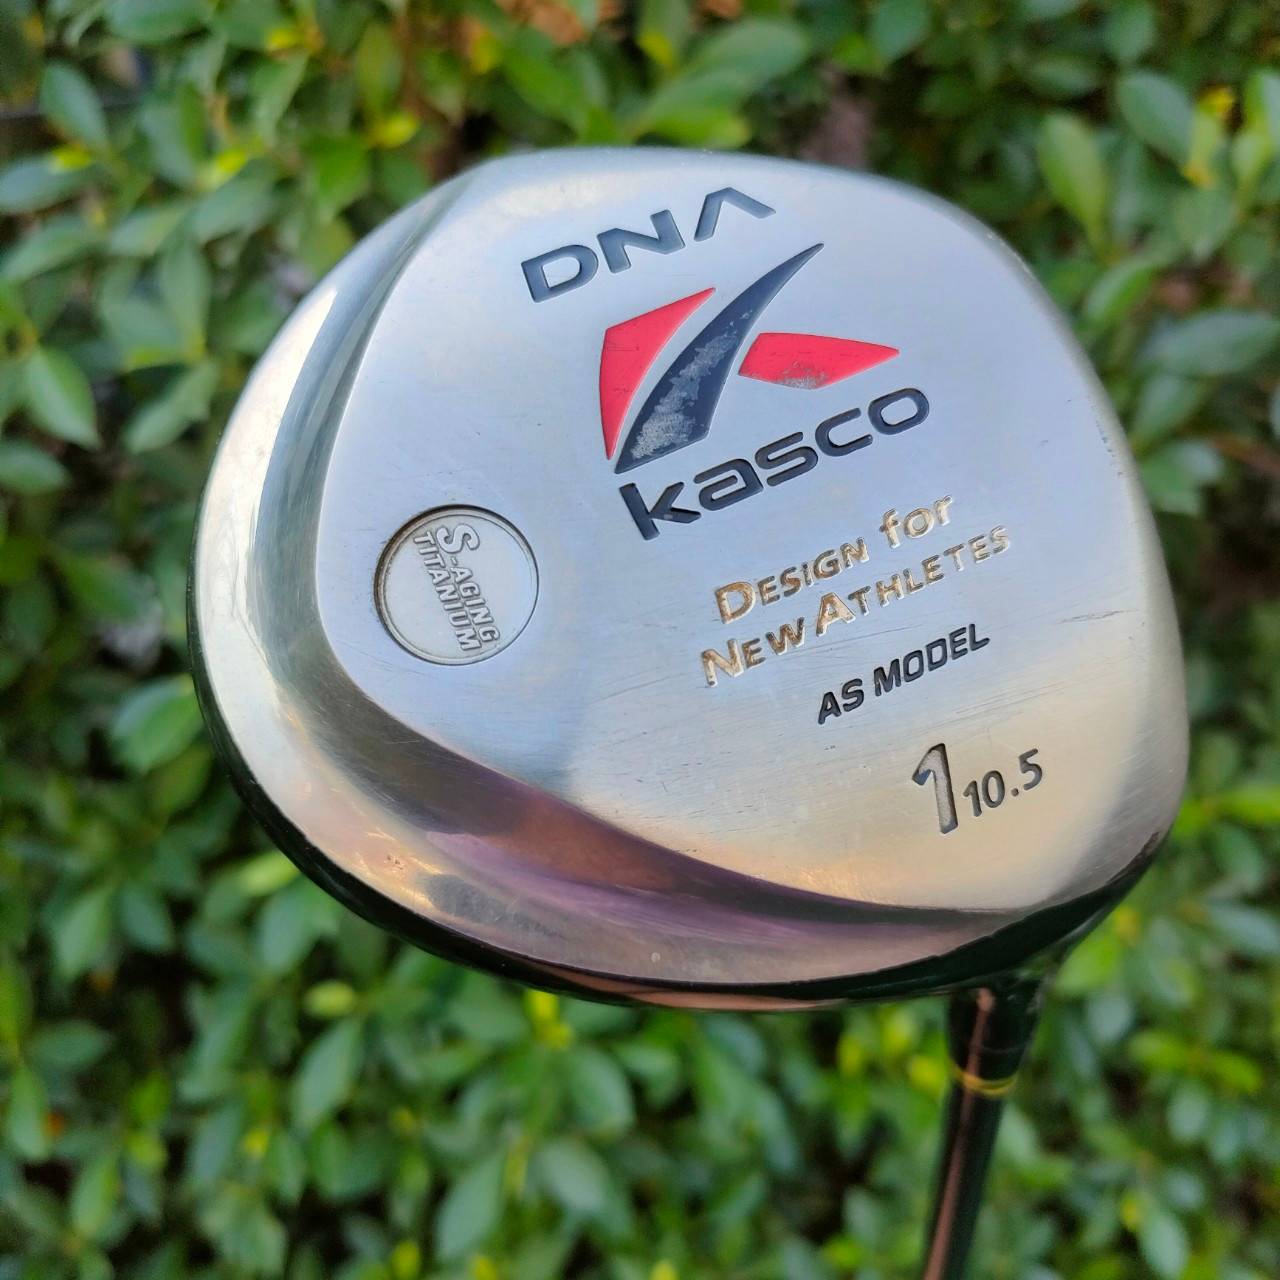 DNA
kasco
S-AGING
TITANIUM
DESIGN for
NEW ATHLETES
AS MODEL
1 10.5